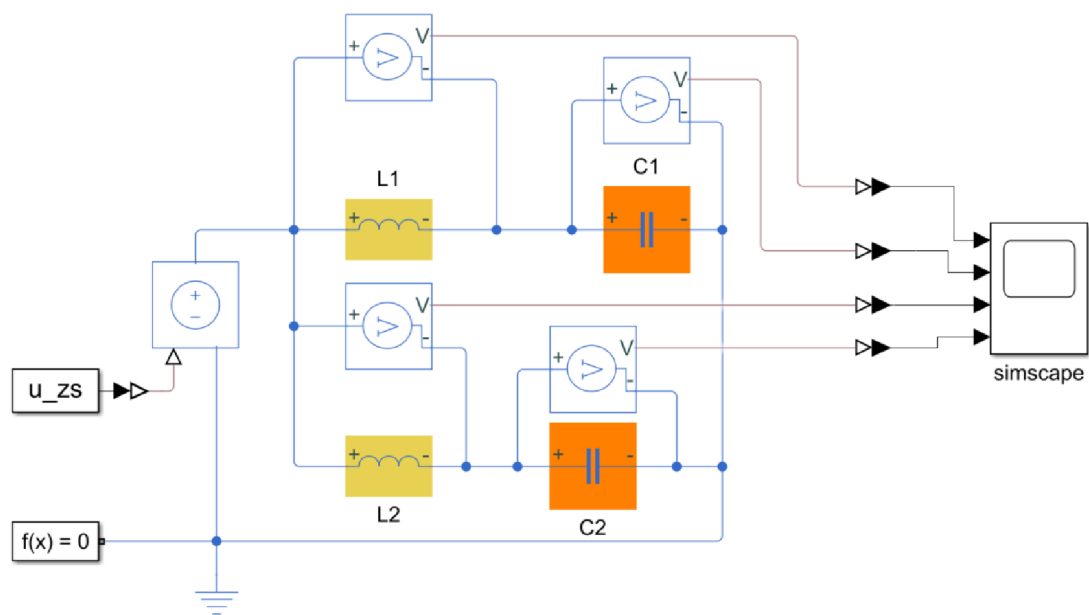 + V -
+ V -
V
V
L1
C1
+ -
+ -
+ V -
V
+ V -
V
+
−
u_zs
simscape
+ -
+ -
L2
C2
f(x) = 0